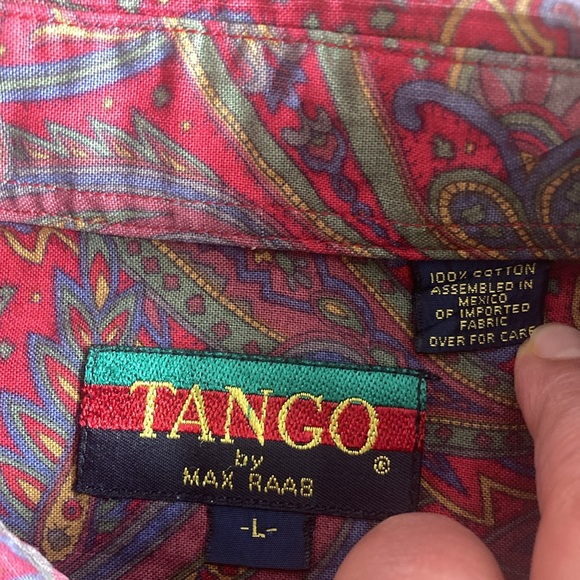 100% COTTON
ASSEMBLED IN
MEXICO
OF IMPORTED
FABRIC
OVER FOR CARE
TANGO®
by
MAX RAAB
-L-